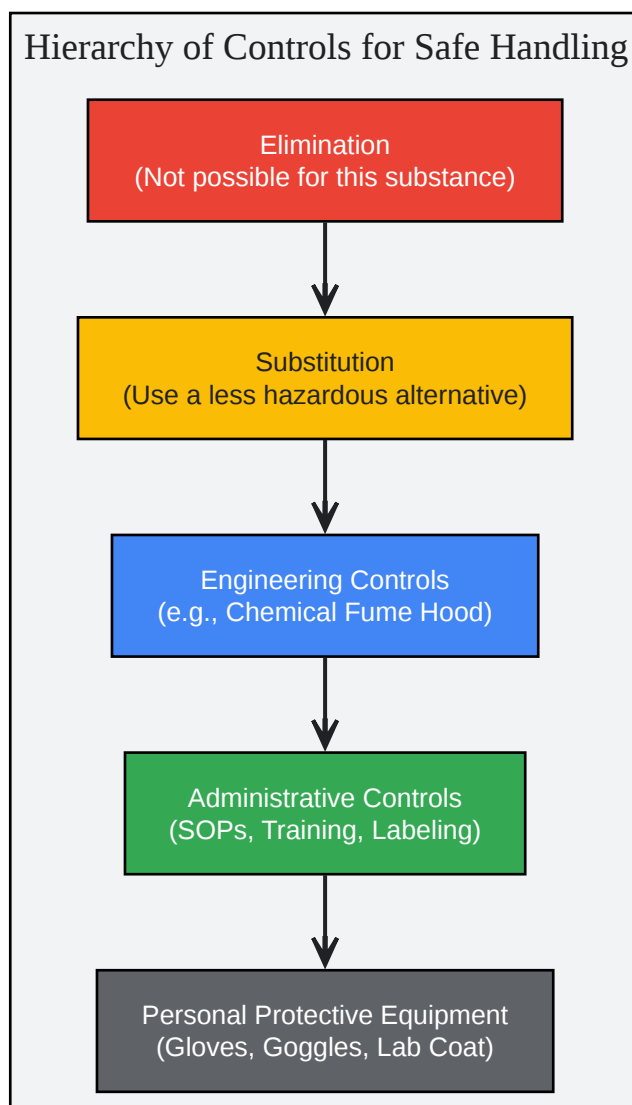 Hierarchy of Controls for Safe Handling
Elimination
(Not possible for this substance)
Substitution
(Use a less hazardous alternative)
Engineering Controls
(e.g., Chemical Fume Hood)
Administrative Controls
(SOPs, Training, Labeling)
Personal Protective Equipment
(Gloves, Goggles, Lab Coat)